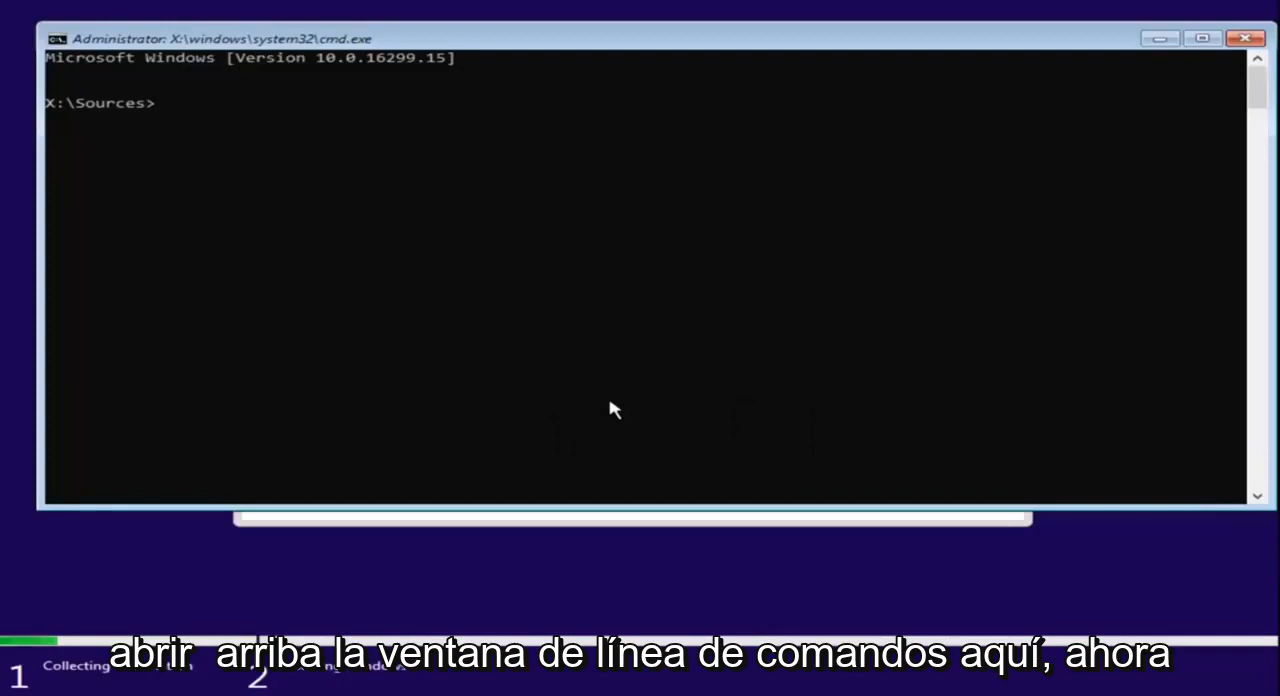 Administrator: X:\windows\system32\cmd.exe
Microsoft Windows [Version 10.0.16299.15]
X:\Sources>
abrir arriba la ventana de línea de comandos aquí, ahora
1 Collecting 2